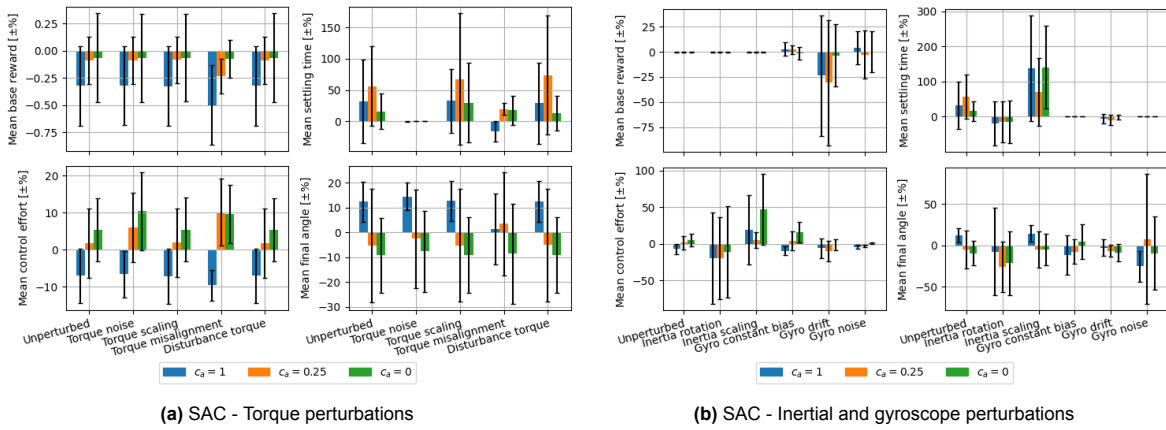 Mean base reward [±%]
0.25
0.00
−0.25
−0.50
−0.75
Mean settling time [±%]
150
100
50
0
Mean control effort [±%]
20
10
0
−10
Unperturbed
Torque noise
Torque scaling
Torque misalignment
Disturbance torque
Mean final angle [±%]
20
10
0
−10
−20
−30
Unperturbed
Torque noise
Torque scaling
Torque misalignment
Disturbance torque
cₐ = 1 cₐ = 0.25 cₐ = 0
(a) SAC - Torque perturbations
Mean base reward [±%]
25
0
−25
−50
−75
Mean settling time [±%]
300
200
100
0
Mean control effort [±%]
100
50
0
−50
Unperturbed
Inertia rotation
Inertia scaling
Gyro constant bias
Gyro drift
Gyro noise
Mean final angle [±%]
50
0
−50
Unperturbed
Inertia rotation
Inertia scaling
Gyro constant bias
Gyro drift
Gyro noise
cₐ = 1 cₐ = 0.25 cₐ = 0
(b) SAC - Inertial and gyroscope perturbations